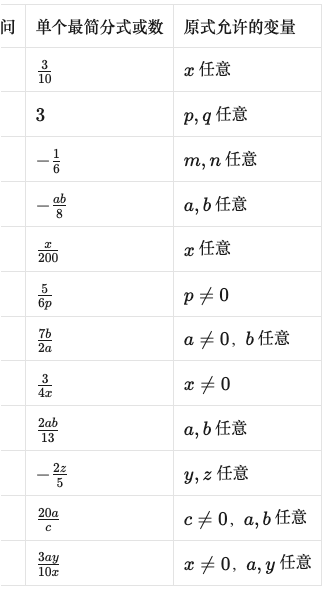 问 单个最简分式或数 原式允许的变量
3/10 x 任意
3 p, q 任意
−1/6 m, n 任意
−ab/8 a, b 任意
x/200 x 任意
5/6p p ≠ 0
7b/2a a ≠ 0，b 任意
3/4x x ≠ 0
2ab/13 a, b 任意
−2z/5 y, z 任意
20a/c c ≠ 0，a, b 任意
3ay/10x x ≠ 0，a, y 任意